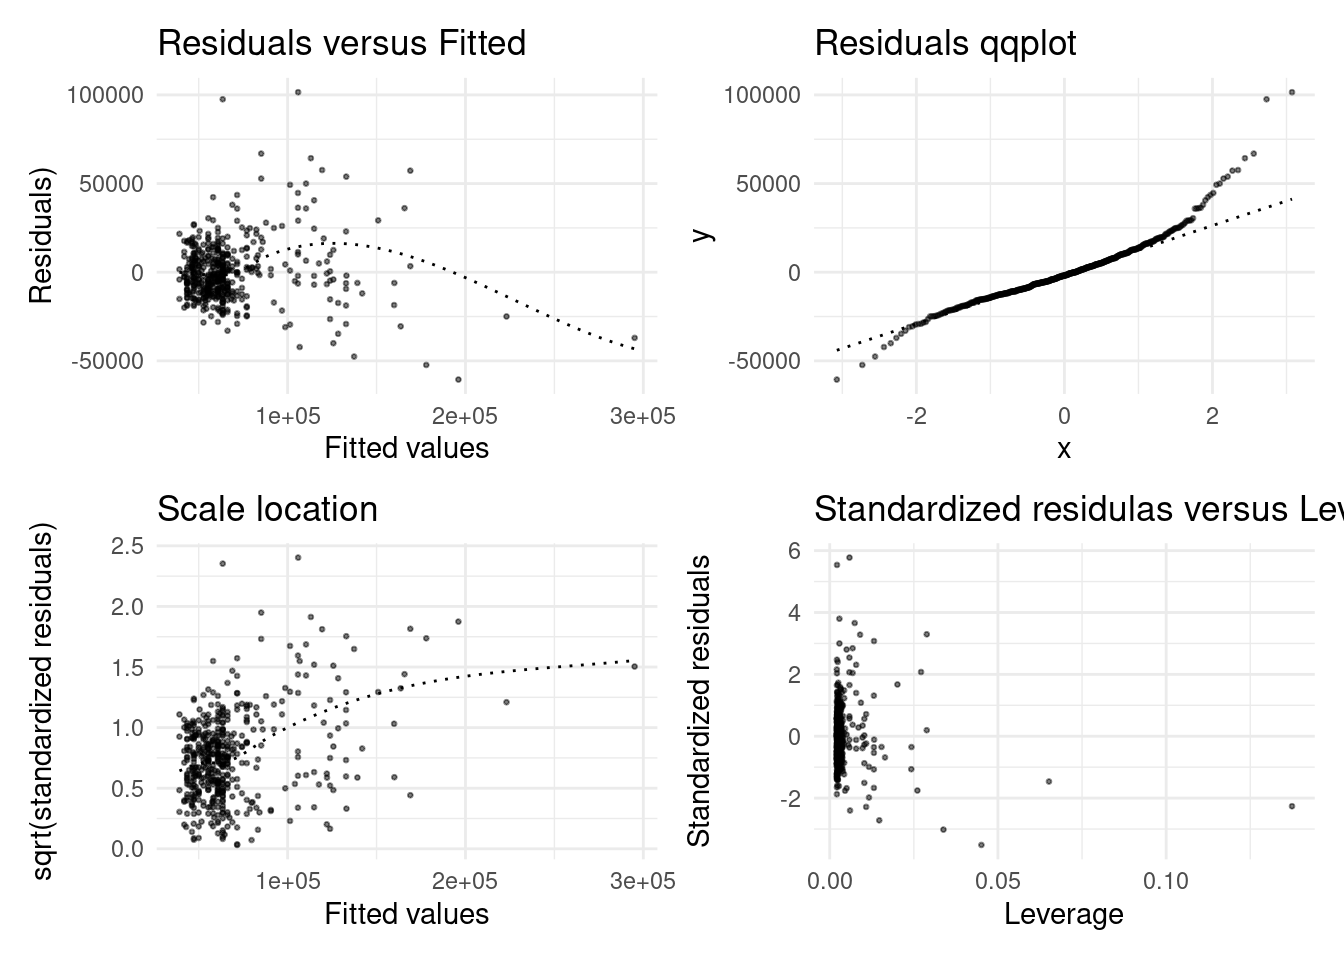 Residuals versus Fitted
Residuals)
100000
50000
0
-50000
1e+05 2e+05 3e+05
Fitted values
Residuals qqplot
y
100000
50000
0
-50000
-2 0 2
x
Scale location
sqrt(standardized residuals)
2.5
2.0
1.5
1.0
0.5
0.0
1e+05 2e+05 3e+05
Fitted values
Standardized residulas versus Lev
Standardized residuals
6
4
2
0
-2
0.00 0.05 0.10
Leverage